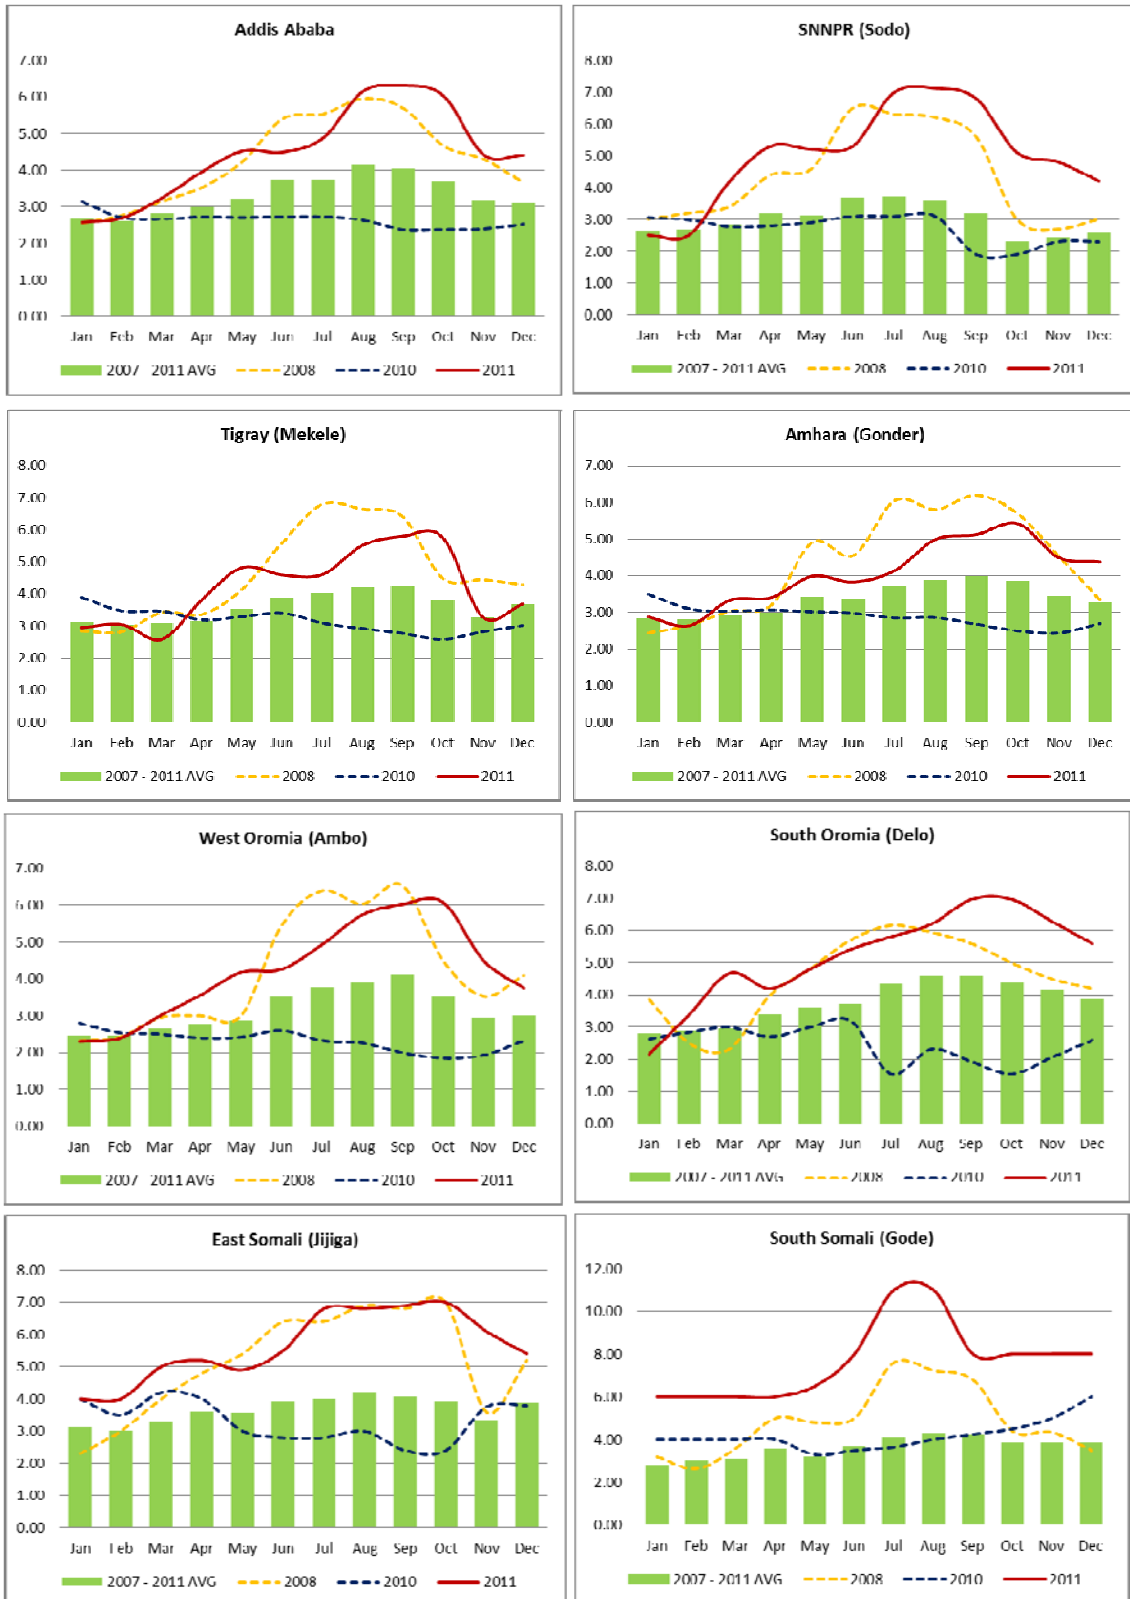 Addis Ababa
7.00
6.00
5.00
4.00
3.00
2.00
1.00
0.00
Jan Feb Mar Apr May Jun Jul Aug Sep Oct Nov Dec
2007 - 2011 AVG 2008 2010 2011
SNNPR (Sodo)
8.00
7.00
6.00
5.00
4.00
3.00
2.00
1.00
0.00
Jan Feb Mar Apr May Jun Jul Aug Sep Oct Nov Dec
2007 - 2011 AVG 2008 2010 2011
Tigray (Mekele)
8.00
7.00
6.00
5.00
4.00
3.00
2.00
1.00
0.00
Jan Feb Mar Apr May Jun Jul Aug Sep Oct Nov Dec
2007 - 2011 AVG 2008 2010 2011
Amhara (Gonder)
7.00
6.00
5.00
4.00
3.00
2.00
1.00
0.00
Jan Feb Mar Apr May Jun Jul Aug Sep Oct Nov Dec
2007 - 2011 AVG 2008 2010 2011
West Oromia (Ambo)
7.00
6.00
5.00
4.00
3.00
2.00
1.00
0.00
Jan Feb Mar Apr May Jun Jul Aug Sep Oct Nov Dec
2007 - 2011 AVG 2008 2010 2011
South Oromia (Delo)
8.00
7.00
6.00
5.00
4.00
3.00
2.00
1.00
0.00
Jan Feb Mar Apr May Jun Jul Aug Sep Oct Nov Dec
2007 - 2011 AVG 2008 2010 2011
East Somali (Jijiga)
8.00
7.00
6.00
5.00
4.00
3.00
2.00
1.00
0.00
Jan Feb Mar Apr May Jun Jul Aug Sep Oct Nov Dec
2007 - 2011 AVG 2008 2010 2011
South Somali (Gode)
12.00
10.00
8.00
6.00
4.00
2.00
0.00
Jan Feb Mar Apr May Jun Jul Aug Sep Oct Nov Dec
2007 - 2011 AVG 2008 2010 2011